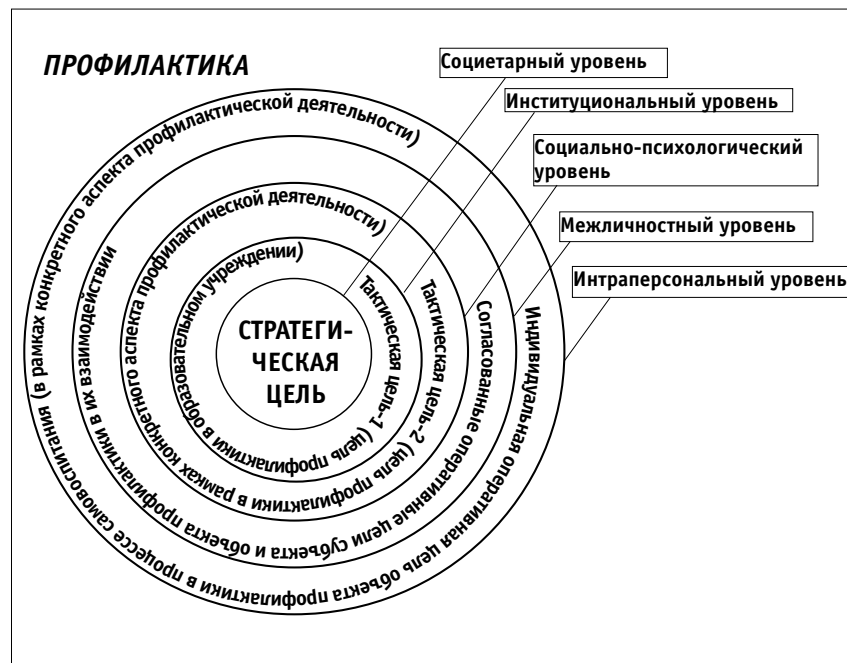 ПРОФИЛАКТИКА
Социетарный уровень
Институциональный уровень
Социально-психологический
уровень
Межличностный уровень
Интраперсональный уровень
СТРАТЕГИ-
ЧЕСКАЯ
ЦЕЛЬ
Тактическая цель-1 (цель профилактики в образовательном учреждении)
Тактическая цель-2 (цель профилактики в рамках конкретного аспекта профилактической деятельности)
Согласованные оперативные цели субъекта и объекта профилактики в их взаимодействии
Индивидуальная оперативная цель объекта профилактики в процессе самовоспитания (в рамках конкретного аспекта профилактической деятельности)